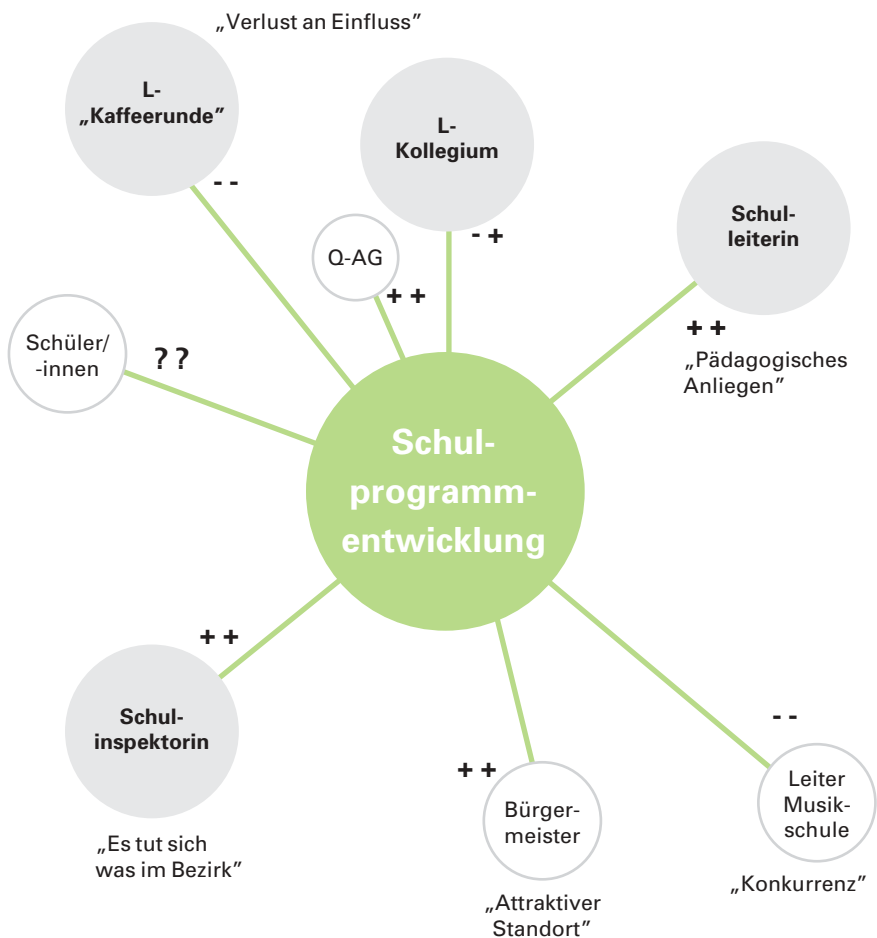 „Verlust an Einfluss”
L-
„Kaffeerunde”
- -
L-
Kollegium
- +
Q-AG
+ +
Schul-
leiterin
+ +
„Pädagogisches
Anliegen”
Schüler/
-innen
? ?
Schul-
programm-
entwicklung
+ +
Schul-
inspektorin
„Es tut sich
was im Bezirk”
+ +
Bürger-
meister
„Attraktiver
Standort”
- -
Leiter
Musik-
schule
„Konkurrenz”